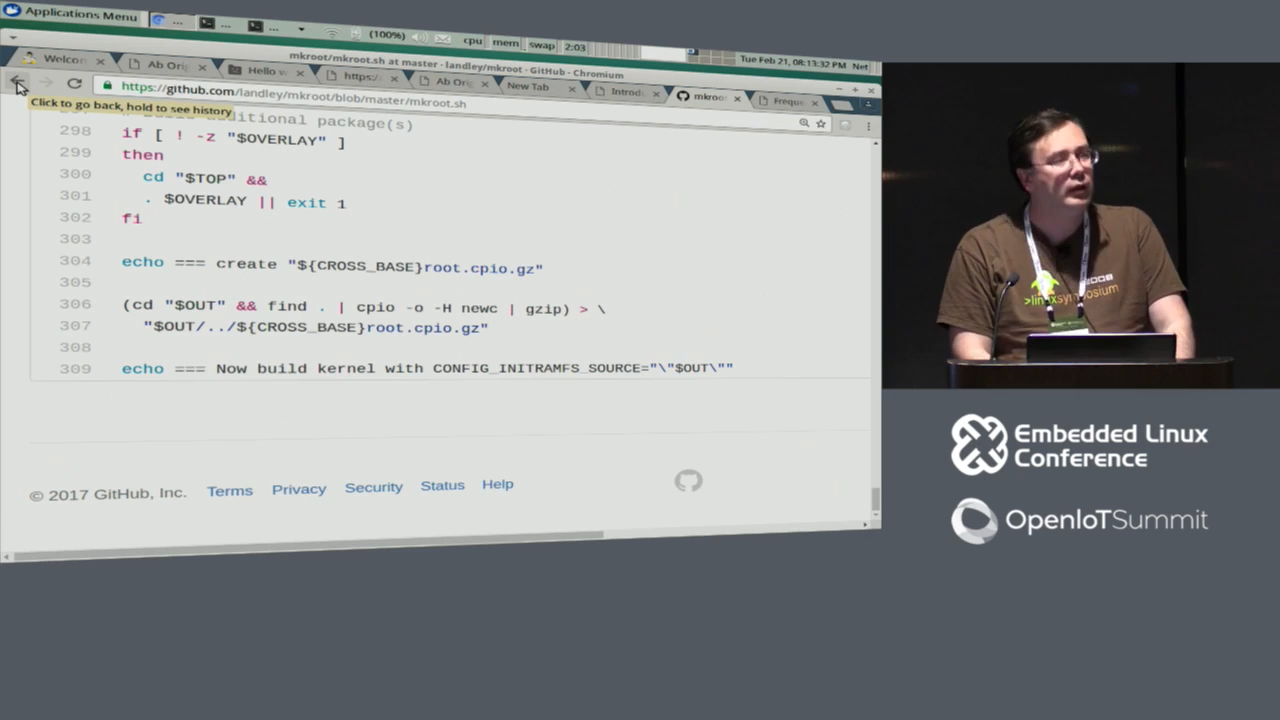 Applications Menu
...
...
...
(100%)
cpu
mem
swap
2:03
Tue Feb 21, 08:13:32 PM
Net
mkroot/mkroot.sh at master · landley/mkroot · GitHub - Chromium
Welcon
Ab Orig
Hello w
https:/
Ab Ori
New Tab
Introd
mkroo
Freque
https://github.com/landley/mkroot/blob/master/mkroot.sh
Click to go back, hold to see history
ditional package(s)
298 if [ ! -z "$OVERLAY" ]
299 then
300 cd "$TOP" &&
301 . $OVERLAY || exit 1
302 fi
303
304 echo === create "${CROSS_BASE}root.cpio.gz"
305
306 (cd "$OUT" && find . | cpio -o -H newc | gzip) > \
307 "$OUT/../${CROSS_BASE}root.cpio.gz"
308
309 echo === Now build kernel with CONFIG_INITRAMFS_SOURCE="\"$OUT\""
© 2017 GitHub, Inc. Terms Privacy Security Status Help
2008
>linuxsymposium
Embedded Linux
Conference
OpenIoTSummit